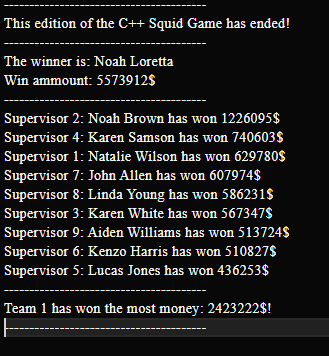 ----------------------------------------
This edition of the C++ Squid Game has ended!
----------------------------------------
The winner is: Noah Loretta
Win ammount: 5573912$
----------------------------------------
Supervisor 2: Noah Brown has won 1226095$
Supervisor 4: Karen Samson has won 740603$
Supervisor 1: Natalie Wilson has won 629780$
Supervisor 7: John Allen has won 607974$
Supervisor 8: Linda Young has won 586231$
Supervisor 3: Karen White has won 567347$
Supervisor 9: Aiden Williams has won 513724$
Supervisor 6: Kenzo Harris has won 510827$
Supervisor 5: Lucas Jones has won 436253$
----------------------------------------
Team 1 has won the most money: 2423222$!
----------------------------------------